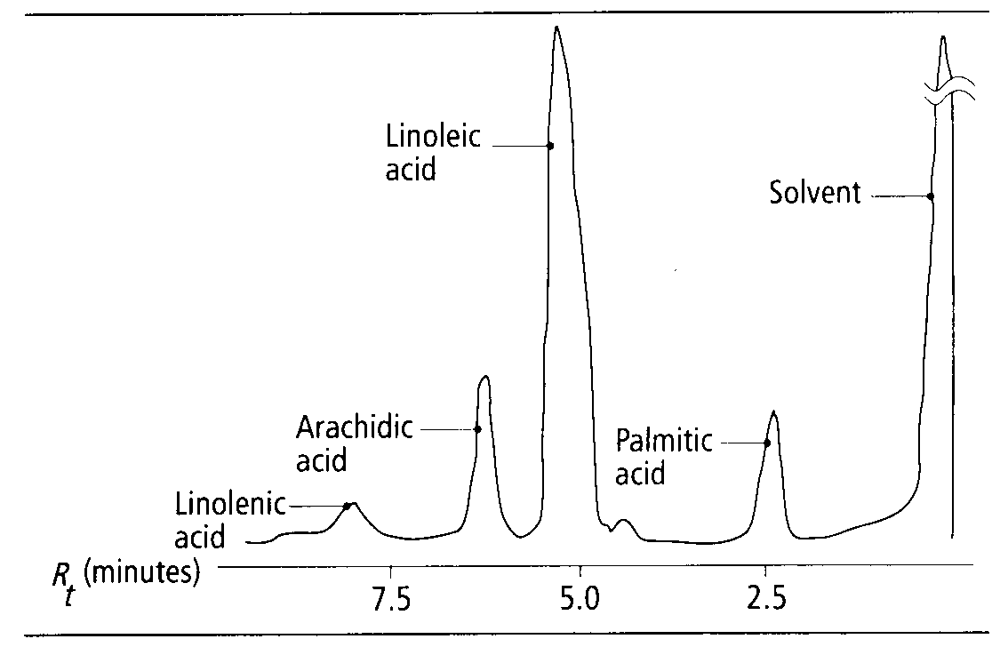 Linoleic
acid
Solvent
Arachidic
acid
Palmitic
acid
Linolenic
acid
Rt (minutes)
7.5
5.0
2.5